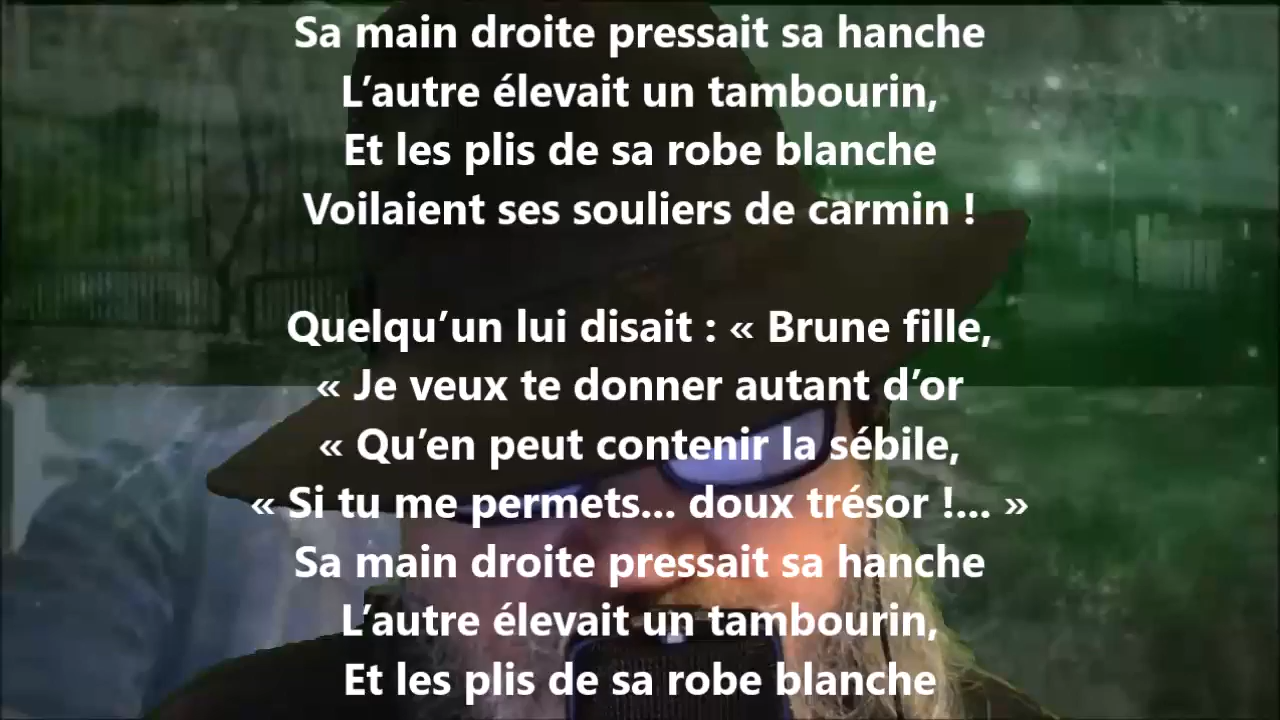 Sa main droite pressait sa hanche
L’autre élevait un tambourin,
Et les plis de sa robe blanche
Voilaient ses souliers de carmin !
Quelqu’un lui disait : « Brune fille,
« Je veux te donner autant d’or
« Qu’en peut contenir la sébile,
« Si tu me permets... doux trésor !... »
Sa main droite pressait sa hanche
L’autre élevait un tambourin,
Et les plis de sa robe blanche